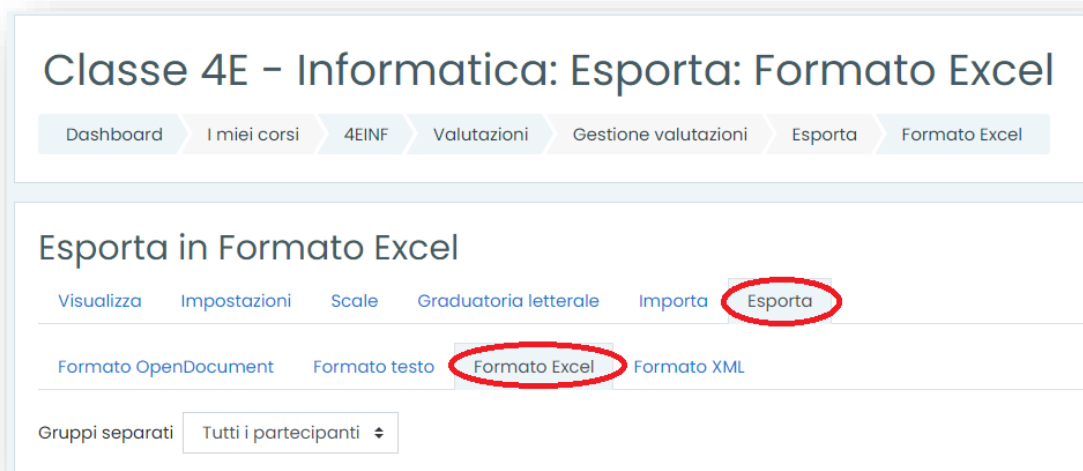 Classe 4E - Informatica: Esporta: Formato Excel
Dashboard I miei corsi 4EINF Valutazioni Gestione valutazioni Esporta Formato Excel
Esporta in Formato Excel
Visualizza Impostazioni Scale Graduatoria letterale Importa Esporta
Formato OpenDocument Formato testo Formato Excel Formato XML
Gruppi separati Tutti i partecipanti